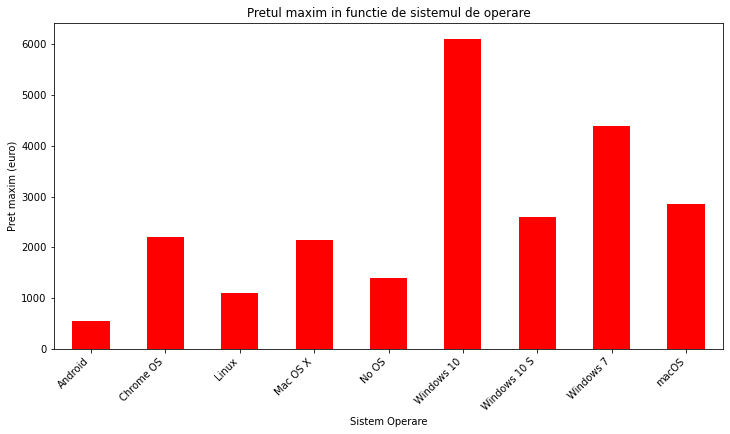 Pretul maxim in functie de sistemul de operare
Pret maxim (euro)
6000
5000
4000
3000
2000
1000
0
Android
Chrome OS
Linux
Mac OS X
No OS
Windows 10
Windows 10 S
Windows 7
macOS
Sistem Operare